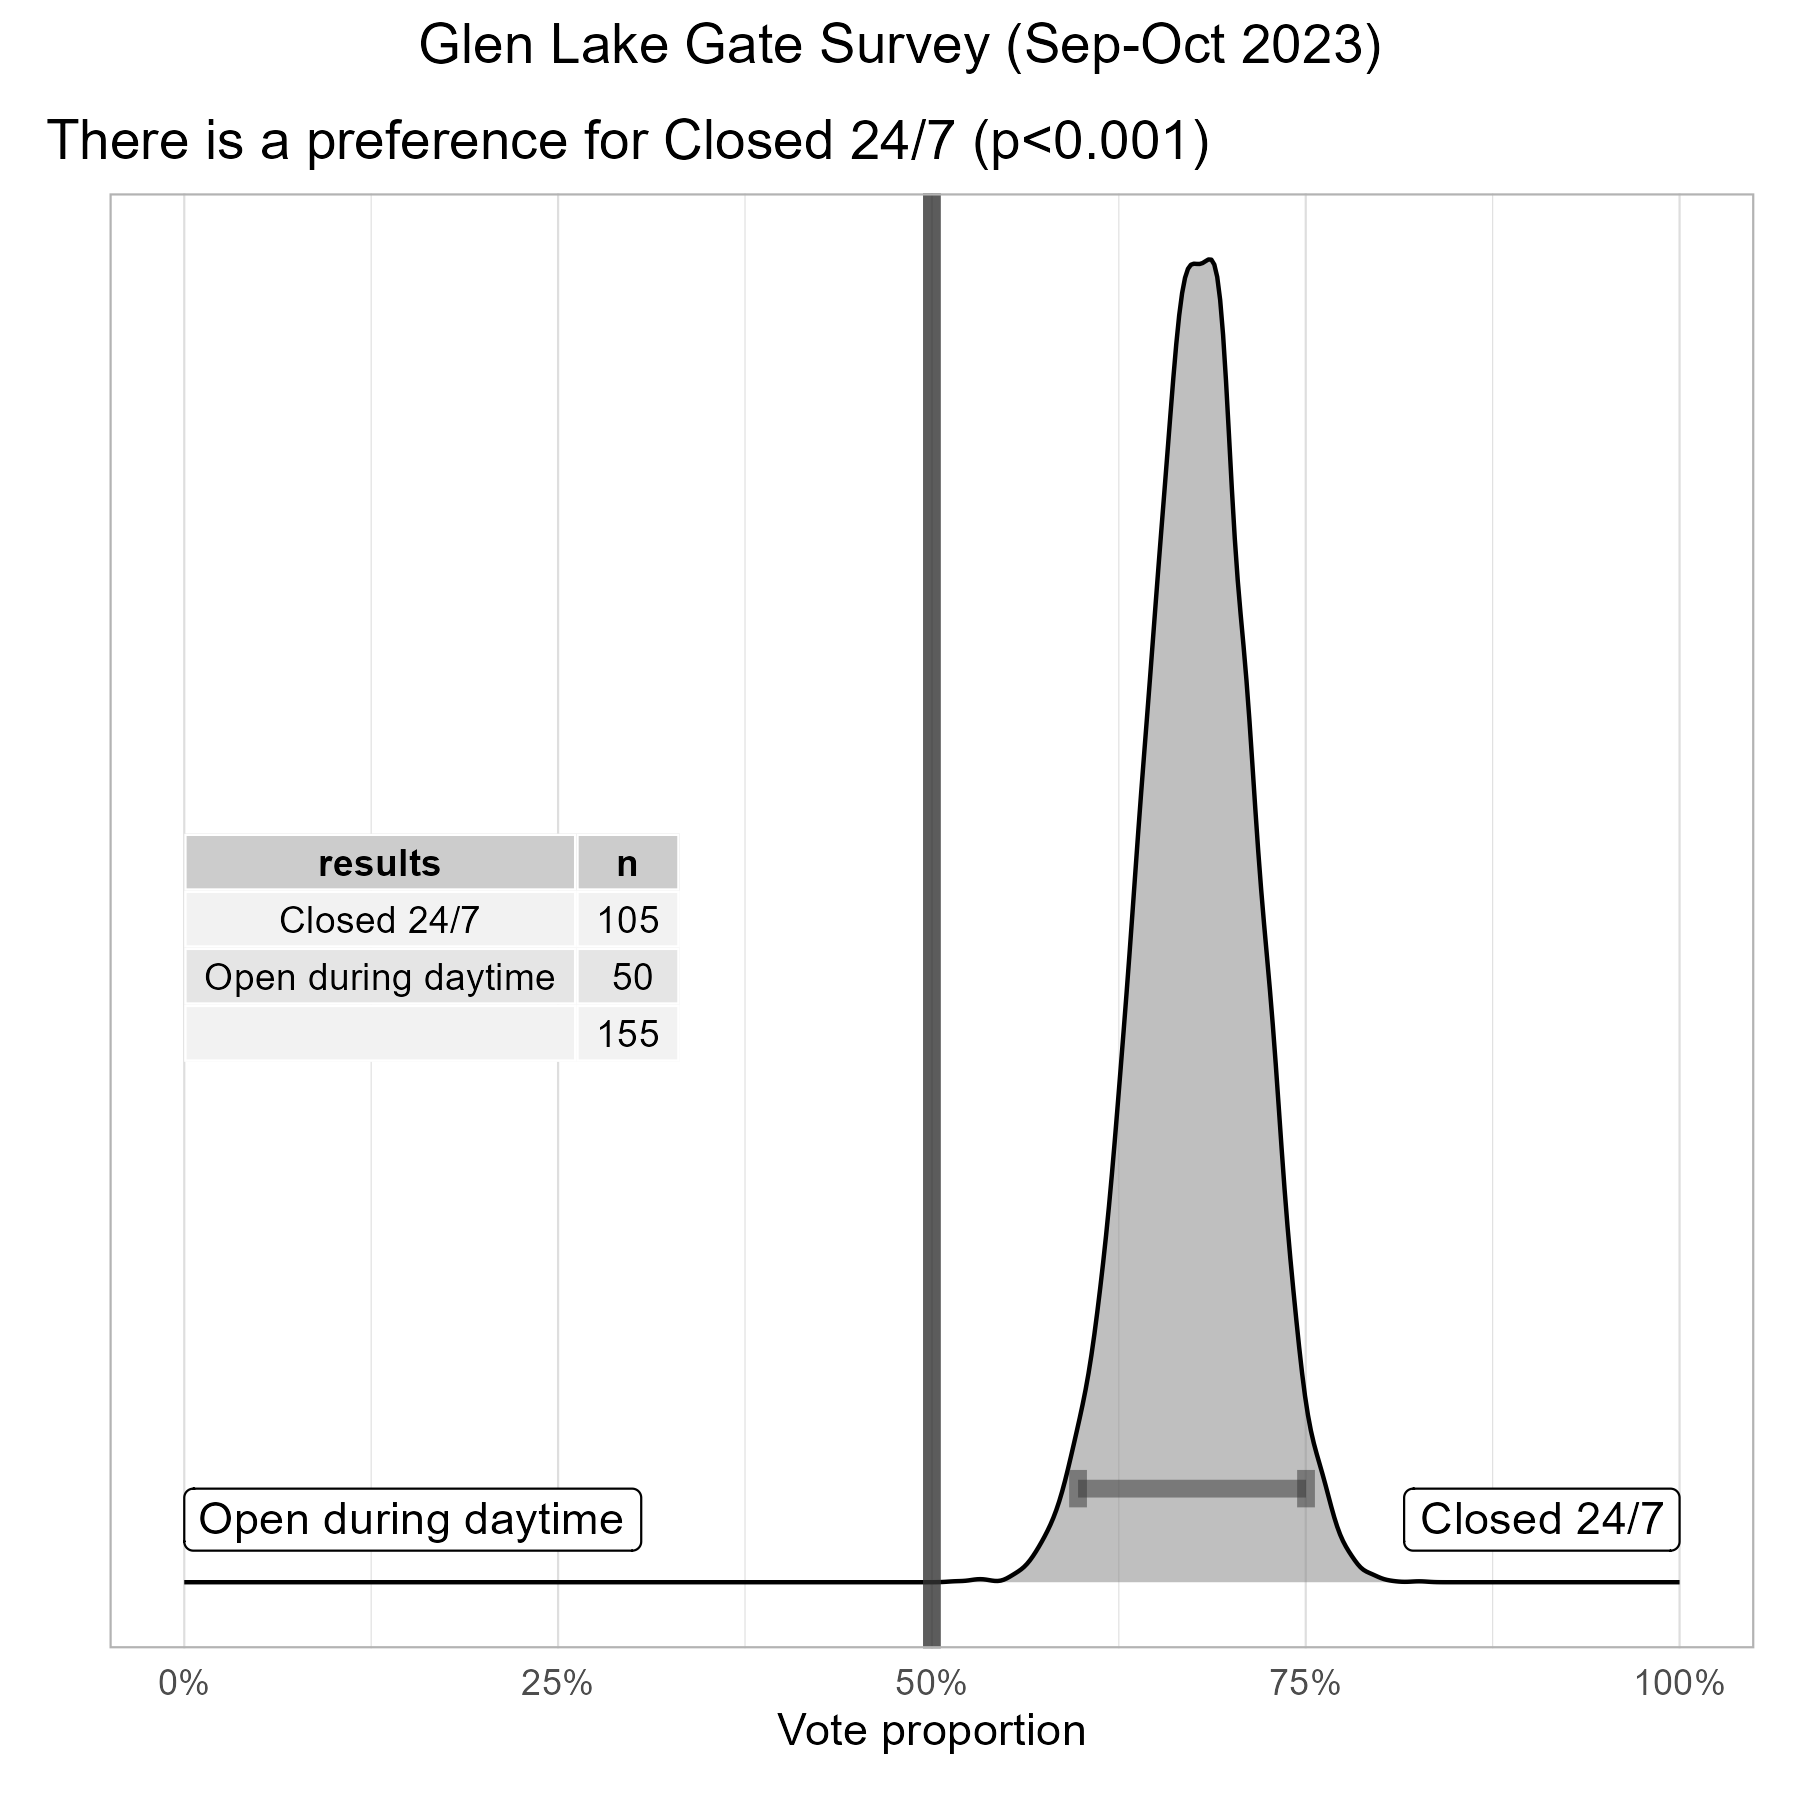 Glen Lake Gate Survey (Sep-Oct 2023)
There is a preference for Closed 24/7 (p<0.001)
results n
Closed 24/7 105
Open during daytime 50
155
Open during daytime
Closed 24/7
0% 25% 50% 75% 100%
Vote proportion